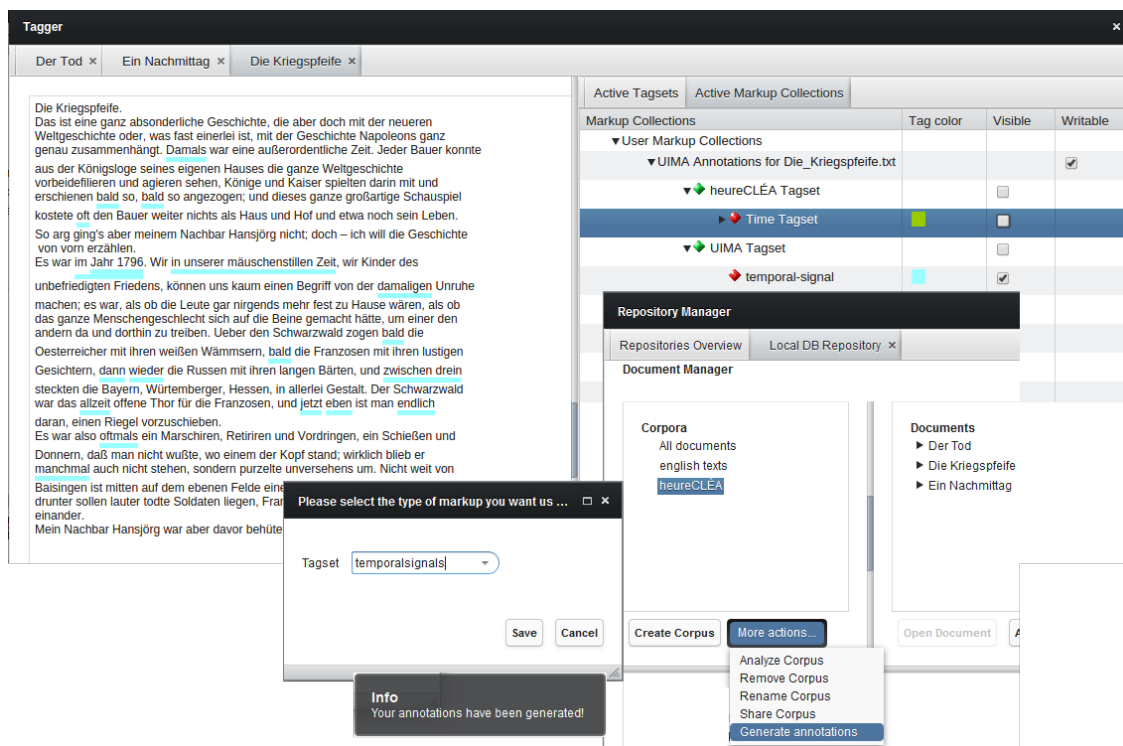 Tagger
Der Tod
Ein Nachmittag
Die Kriegspfeife
Die Kriegspfeife.
Das ist eine ganz absonderliche Geschichte, die aber doch mit der neueren
Weltgeschichte oder, was fast einerlei ist, mit der Geschichte Napoleons ganz
genau zusammenhängt. Damals war eine außerordentliche Zeit. Jeder Bauer konnte
aus der Königsloge seines eigenen Hauses die ganze Weltgeschichte
vorbeidefilieren und agieren sehen, Könige und Kaiser spielten darin mit und
erschienen bald so, bald so angezogen; und dieses ganze großartige Schauspiel
kostete oft den Bauer weiter nichts als Haus und Hof und etwa noch sein Leben.
So arg ging's aber meinem Nachbar Hansjörg nicht; doch – ich will die Geschichte
von vorn erzählen.
Es war im Jahr 1796. Wir in unserer mäuschenstillen Zeit, wir Kinder des
unbefriedigten Friedens, können uns kaum einen Begriff von der damaligen Unruhe
machen; es war, als ob die Leute gar nirgends mehr fest zu Hause wären, als ob
das ganze Menschengeschlecht sich auf die Beine gemacht hätte, um einer den
andern da und dorthin zu treiben. Ueber den Schwarzwald zogen bald die
Oesterreicher mit ihren weißen Wämmsern, bald die Franzosen mit ihren lustigen
Gesichtern, dann wieder die Russen mit ihren langen Bärten, und zwischen drein
steckten die Bayern, Würtemberger, Hessen, in allerlei Gestalt. Der Schwarzwald
war das allzeit offene Thor für die Franzosen, und jetzt eben ist man endlich
daran, einen Riegel vorzuschieben.
Es war also oftmals ein Marschiren, Retiriren und Vordringen, ein Schießen und
Donnern, daß man nicht wußte, wo einem der Kopf stand; wirklich blieb er
manchmal auch nicht stehen, sondern purzelte unversehens um. Nicht weit von
Baisingen ist mitten auf dem ebenen Felde eine
drunter sollen lauter todte Soldaten liegen, Fran
einander.
Mein Nachbar Hansjörg war aber davor behüte
Active Tagsets
Active Markup Collections
Markup Collections Tag color Visible Writable
User Markup Collections
UIMA Annotations for Die_Kriegspfeife.txt
heureCLÉA Tagset
Time Tagset
UIMA Tagset
temporal-signal
Repository Manager
Repositories Overview
Local DB Repository
Document Manager
Corpora
All documents
english texts
heureCLÉA
Documents
Der Tod
Die Kriegspfeife
Ein Nachmittag
Create Corpus
More actions...
Open Document
A
Analyze Corpus
Remove Corpus
Rename Corpus
Share Corpus
Generate annotations
Please select the type of markup you want us ...
Tagset temporalsignals
Save
Cancel
Info
Your annotations have been generated!